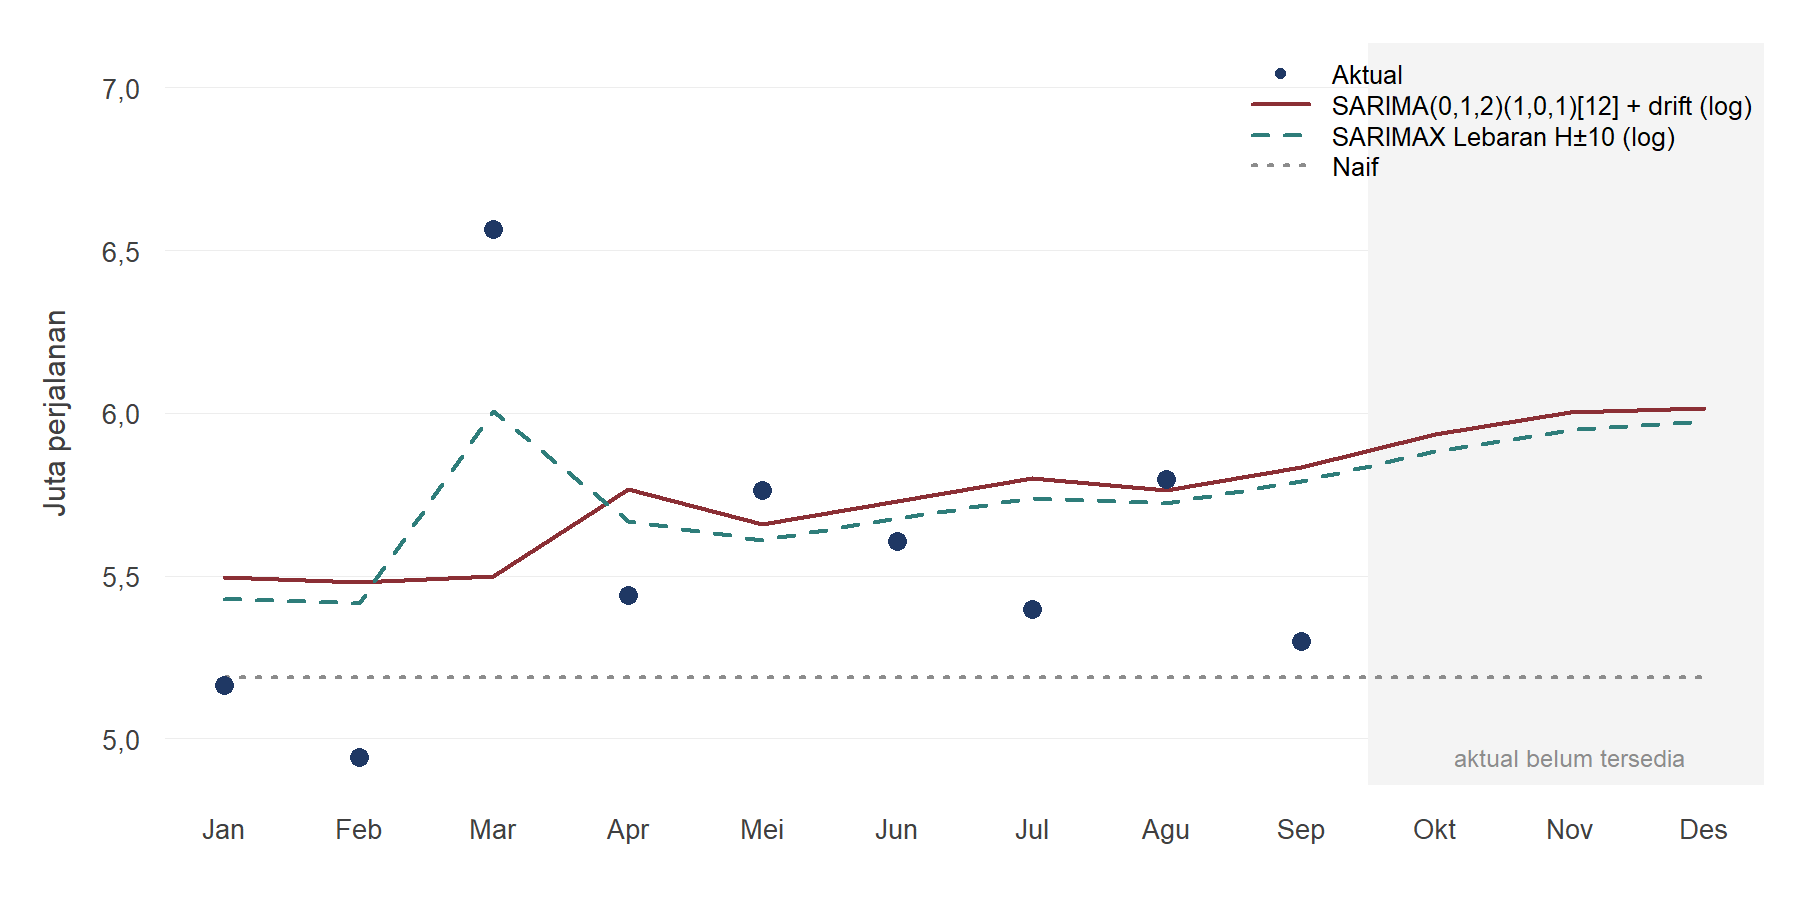 Aktual
SARIMA(0,1,2)(1,0,1)[12] + drift (log)
SARIMAX Lebaran H±10 (log)
Naif
7,0
6,5
6,0
5,5
5,0
Juta perjalanan
aktual belum tersedia
Jan Feb Mar Apr Mei Jun Jul Agu Sep Okt Nov Des